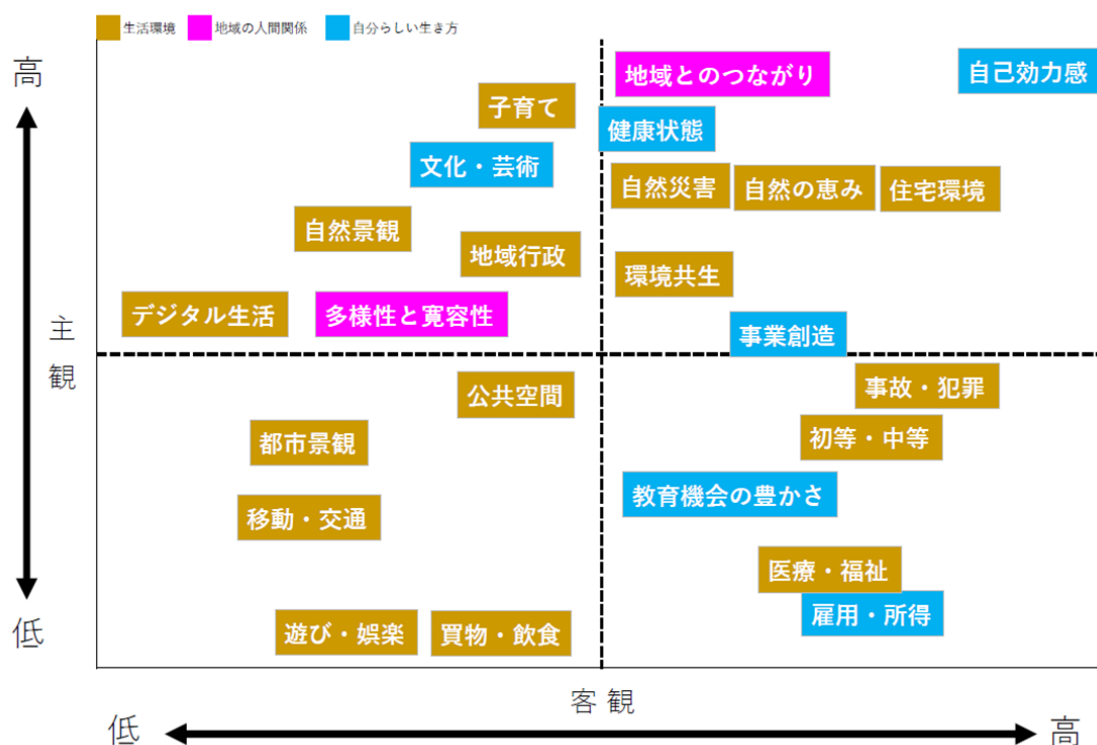 生活環境
地域の人間関係
自分らしい生き方
高
地域とのつながり
自己効力感
子育て
健康状態
文化・芸術
自然災害
自然の恵み
住宅環境
自然景観
地域行政
環境共生
デジタル生活
多様性と寛容性
事業創造
主観
公共空間
事故・犯罪
都市景観
初等・中等
教育機会の豊かさ
移動・交通
医療・福祉
雇用・所得
遊び・娯楽
買物・飲食
低
客観
低
高